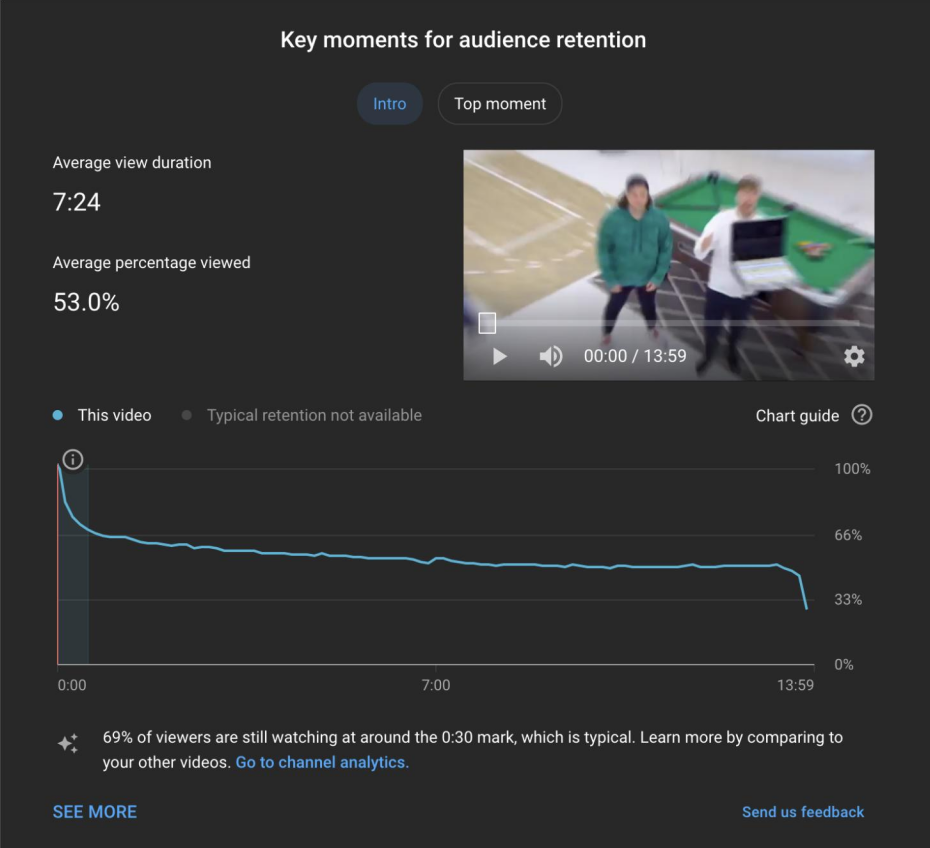 Key moments for audience retention
Intro
Top moment
Average view duration
7:24
Average percentage viewed
53.0%
00:00 / 13:59
This video
Typical retention not available
Chart guide
100%
66%
33%
0%
0:00
7:00
13:59
69% of viewers are still watching at around the 0:30 mark, which is typical. Learn more by comparing to
your other videos. Go to channel analytics.
SEE MORE
Send us feedback